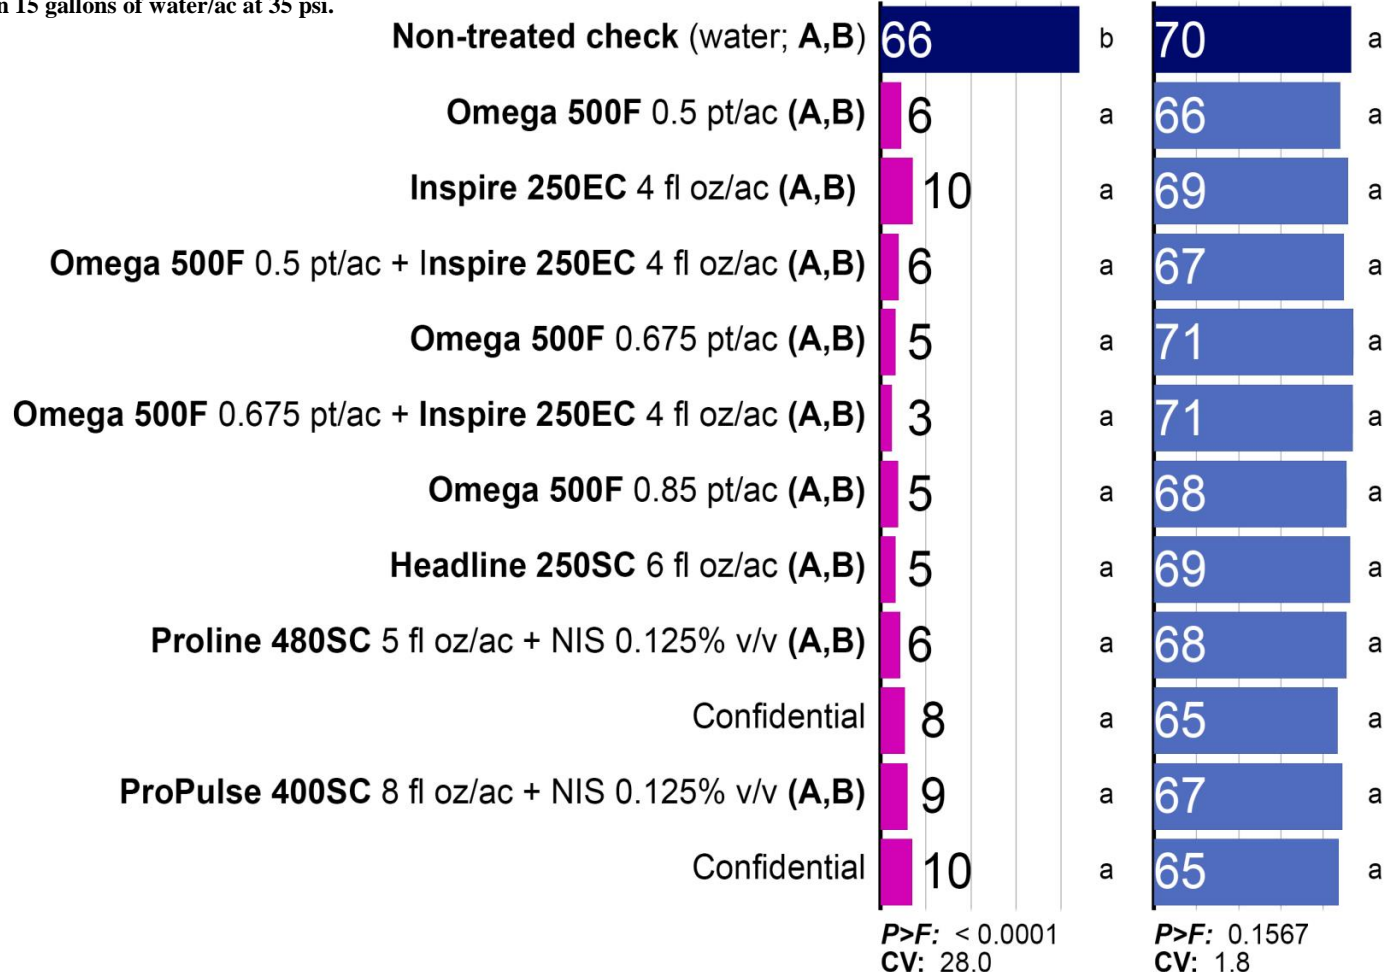 n 15 gallons of water/ac at 35 psi.
Non-treated check (water; A,B) 66 b 70 a
Omega 500F 0.5 pt/ac (A,B) 6 a 66 a
Inspire 250EC 4 fl oz/ac (A,B) 10 a 69 a
Omega 500F 0.5 pt/ac + Inspire 250EC 4 fl oz/ac (A,B) 6 a 67 a
Omega 500F 0.675 pt/ac (A,B) 5 a 71 a
Omega 500F 0.675 pt/ac + Inspire 250EC 4 fl oz/ac (A,B) 3 a 71 a
Omega 500F 0.85 pt/ac (A,B) 5 a 68 a
Headline 250SC 6 fl oz/ac (A,B) 5 a 69 a
Proline 480SC 5 fl oz/ac + NIS 0.125% v/v (A,B) 6 a 68 a
Confidential 8 a 65 a
ProPulse 400SC 8 fl oz/ac + NIS 0.125% v/v (A,B) 9 a 67 a
Confidential 10 a 65 a
P>F: < 0.0001 P>F: 0.1567
CV: 28.0 CV: 1.8